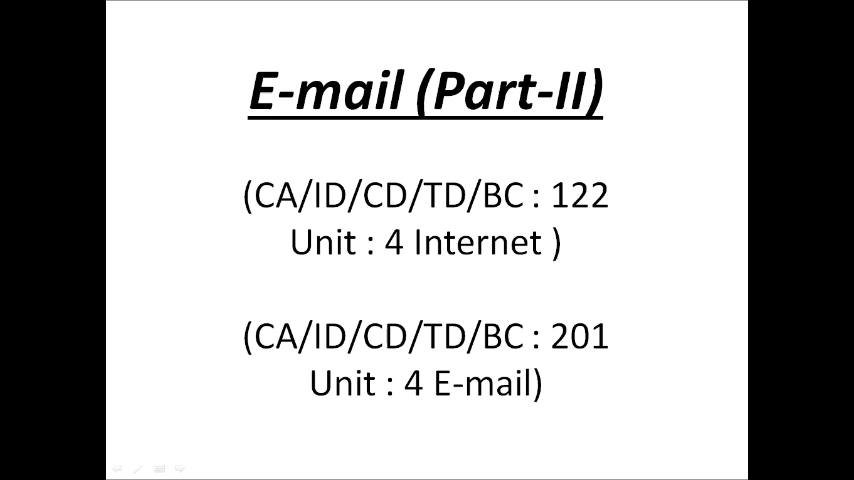 E-mail (Part-II)
(CA/ID/CD/TD/BC : 122
Unit : 4 Internet )
(CA/ID/CD/TD/BC : 201
Unit : 4 E-mail)